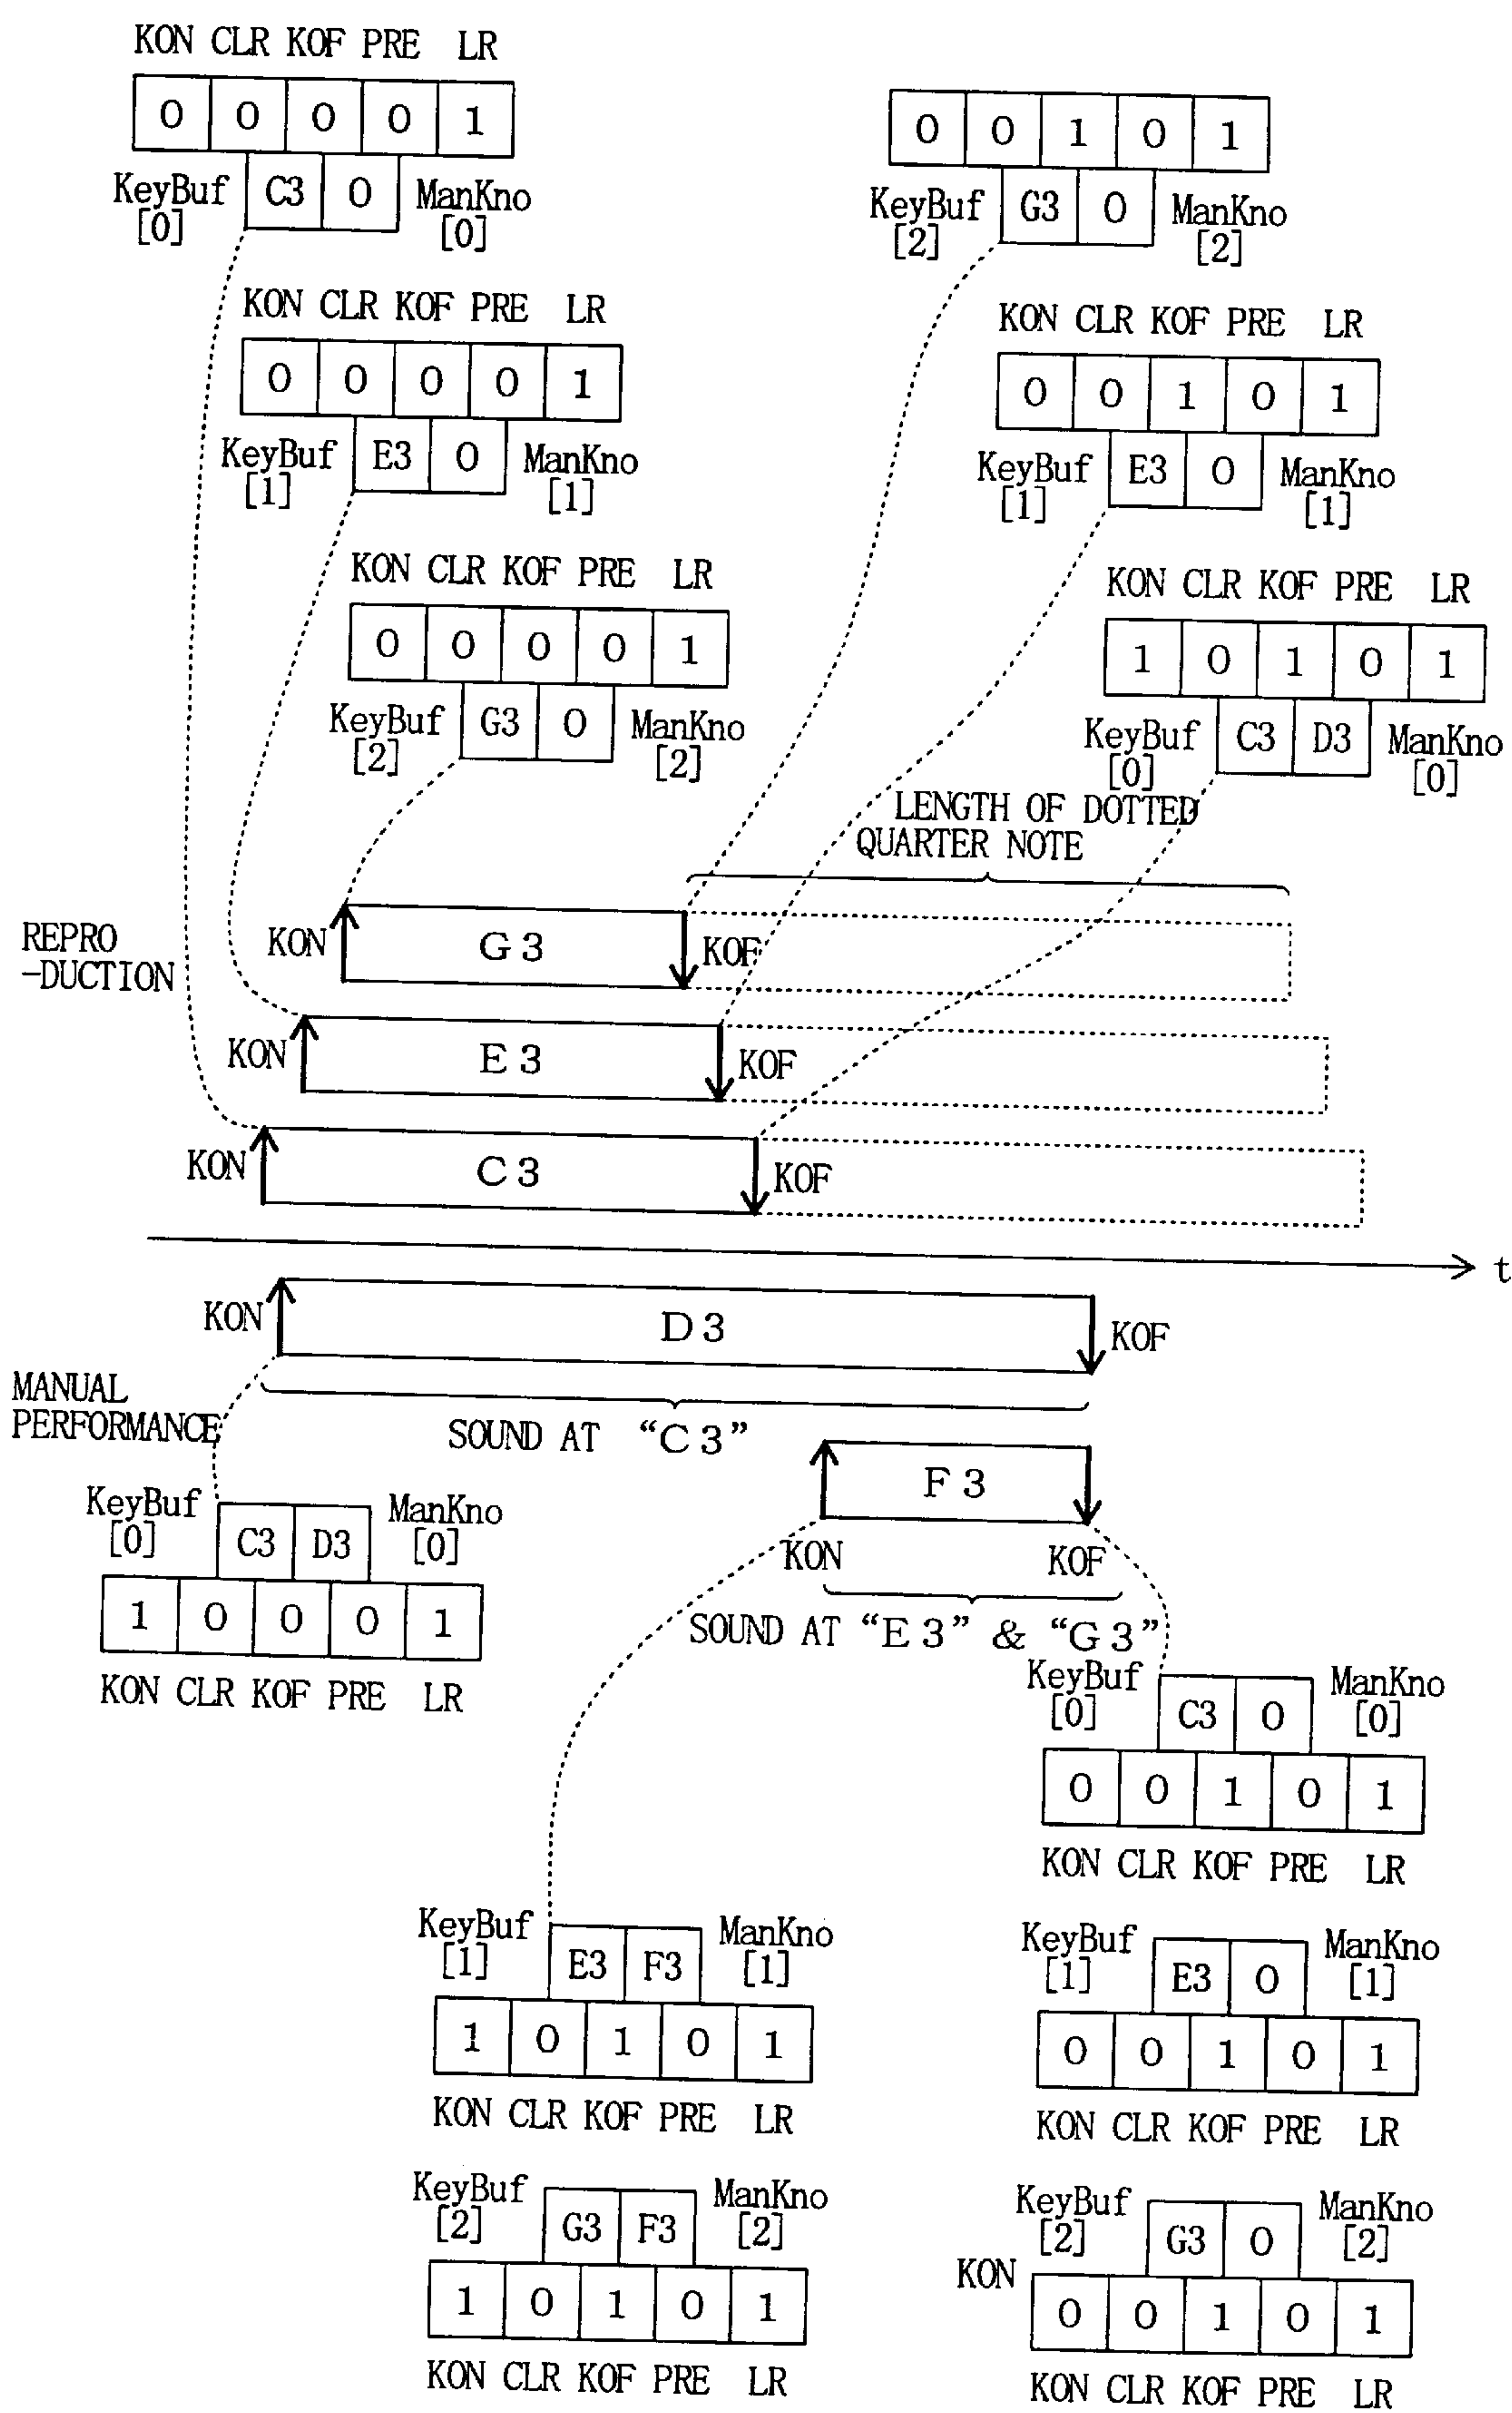 KON CLR KOF PRE LR
0 0 0 0 1
KeyBuf [0] C3 0 ManKno [0]
0 0 1 0 1
KeyBuf [2] G3 0 ManKno [2]
KON CLR KOF PRE LR
0 0 0 0 1
KeyBuf [1] E3 0 ManKno [1]
KON CLR KOF PRE LR
0 0 1 0 1
KeyBuf [1] E3 0 ManKno [1]
KON CLR KOF PRE LR
0 0 0 0 1
KeyBuf [2] G3 0 ManKno [2]
KON CLR KOF PRE LR
1 0 1 0 1
KeyBuf [0] C3 D3 ManKno [0]
LENGTH OF DOTTED
QUARTER NOTE
REPRO
-DUCTION
KON G3 KOF
KON E3 KOF
KON C3 KOF
t
KON D3 KOF
MANUAL
PERFORMANCE
SOUND AT “C3”
F3
KON KOF
SOUND AT “E3” & “G3”
KeyBuf [0] C3 D3 ManKno [0]
1 0 0 0 1
KON CLR KOF PRE LR
KeyBuf [0] C3 0 ManKno [0]
0 0 1 0 1
KON CLR KOF PRE LR
KeyBuf [1] E3 F3 ManKno [1]
1 0 1 0 1
KON CLR KOF PRE LR
KeyBuf [1] E3 0 ManKno [1]
0 0 1 0 1
KON CLR KOF PRE LR
KeyBuf [2] G3 F3 ManKno [2]
1 0 1 0 1
KON CLR KOF PRE LR
KeyBuf [2] G3 0 ManKno [2]
KON
0 0 1 0 1
KON CLR KOF PRE LR